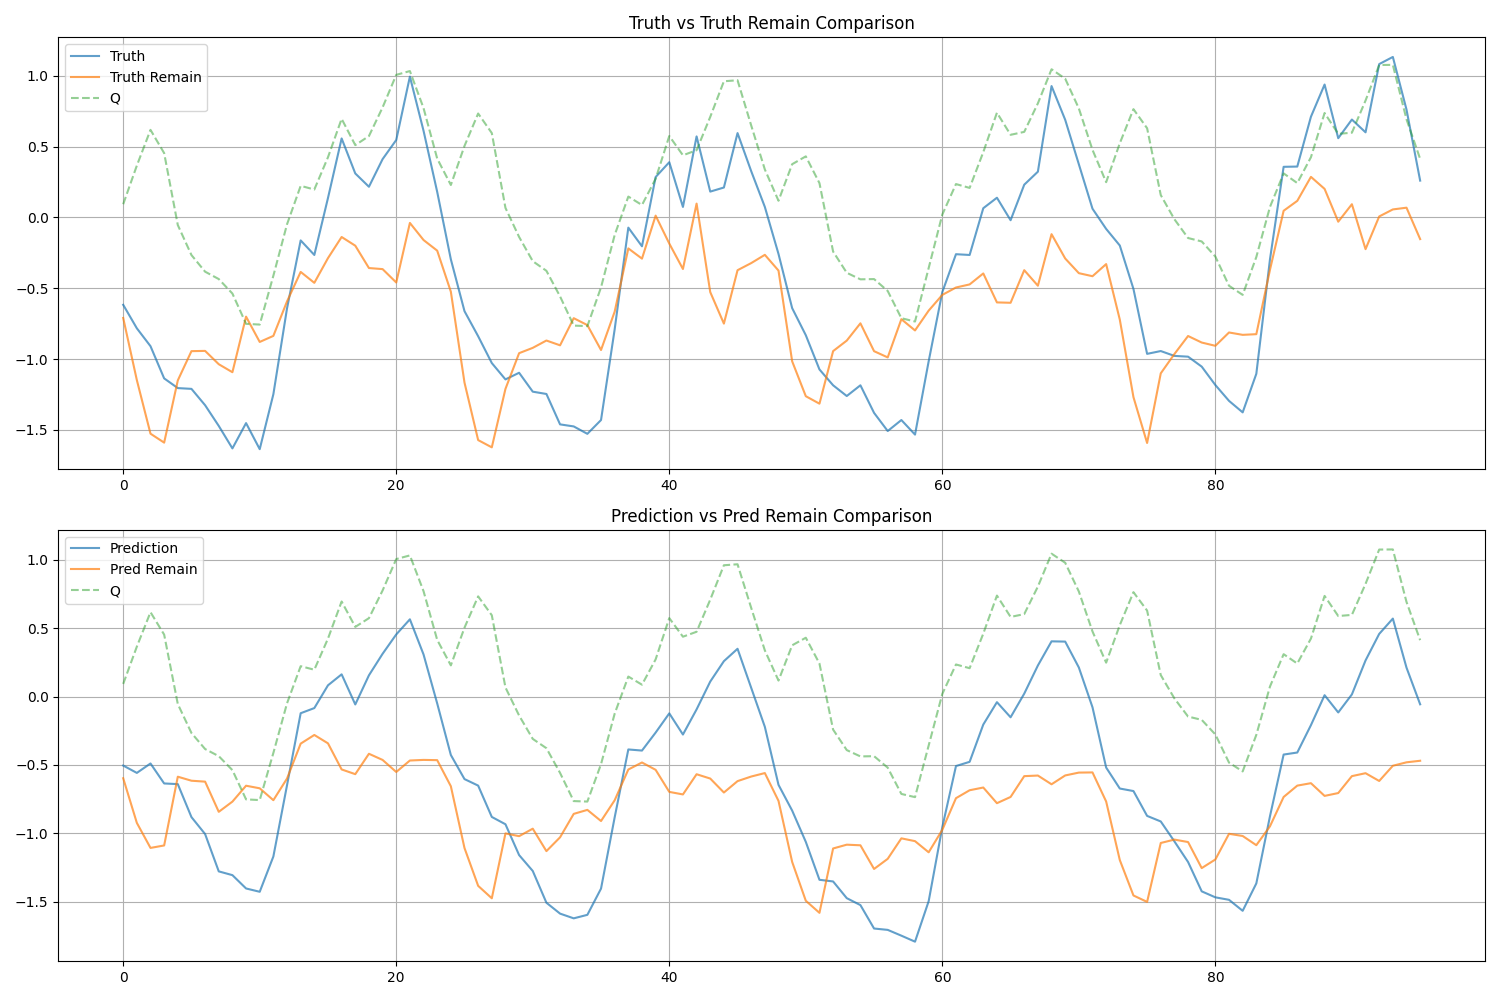 Truth vs Truth Remain Comparison
Truth
Truth Remain
Q
1.0
0.5
0.0
−0.5
−1.0
−1.5
0 20 40 60 80
Prediction vs Pred Remain Comparison
Prediction
Pred Remain
Q
1.0
0.5
0.0
−0.5
−1.0
−1.5
0 20 40 60 80